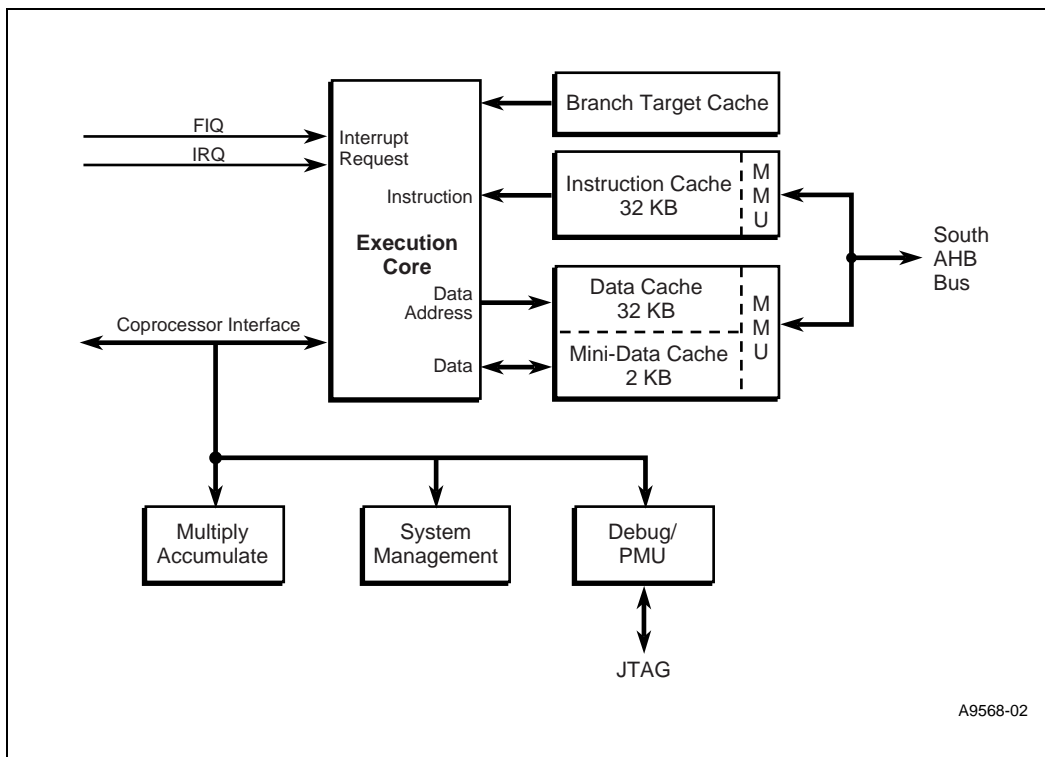 FIQ
IRQ
Interrupt
Request
Instruction
Execution
Core
Data
Address
Data
Coprocessor Interface
Branch Target Cache
Instruction Cache
32 KB
M
M
U
Data Cache
32 KB
Mini-Data Cache
2 KB
M
M
U
South
AHB
Bus
Multiply
Accumulate
System
Management
Debug/
PMU
JTAG
A9568-02